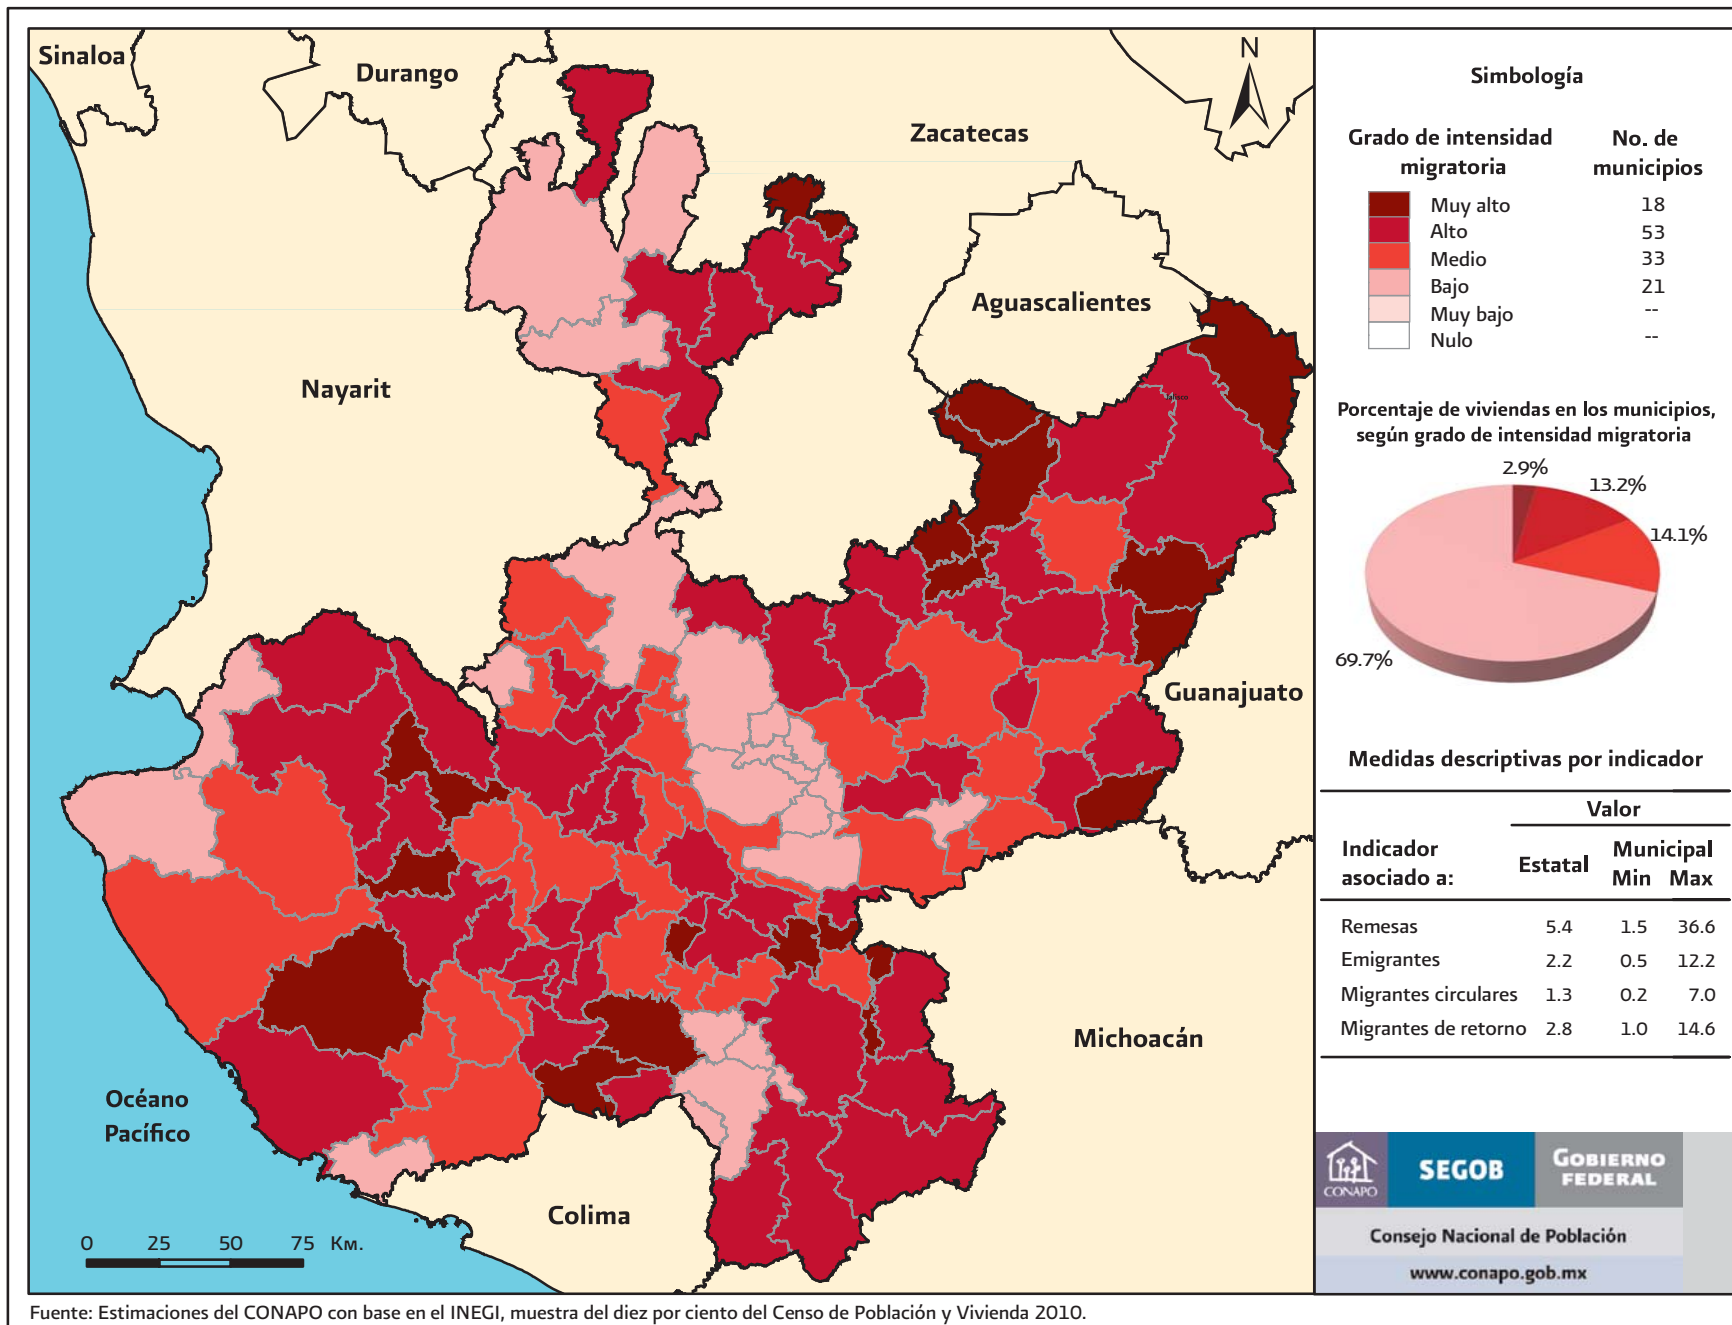 Sinaloa
Durango
Zacatecas
N
Aguascalientes
Nayarit
Guanajuato
Michoacán
Océano
Pacífico
Colima
0 25 50 75 Km.
Simbología
Grado de intensidad
migratoria
No. de
municipios
Muy alto 18
Alto 53
Medio 33
Bajo 21
Muy bajo --
Nulo --
Porcentaje de viviendas en los municipios,
según grado de intensidad migratoria
2.9%
13.2%
14.1%
69.7%
Medidas descriptivas por indicador
Valor
Indicador
asociado a:
Estatal
Municipal
Min Max
Remesas 5.4 1.5 36.6
Emigrantes 2.2 0.5 12.2
Migrantes circulares 1.3 0.2 7.0
Migrantes de retorno 2.8 1.0 14.6
CONAPO
SEGOB
GOBIERNO
FEDERAL
Consejo Nacional de Población
www.conapo.gob.mx
Fuente: Estimaciones del CONAPO con base en el INEGI, muestra del diez por ciento del Censo de Población y Vivienda 2010.